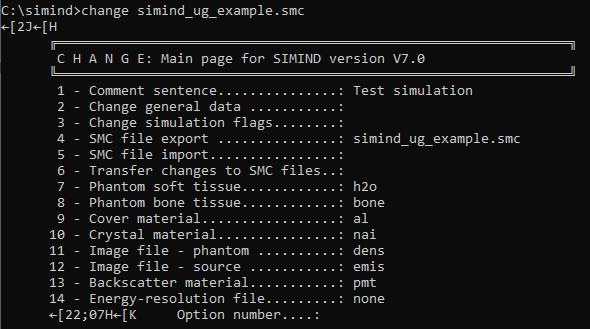 C:\simind>change simind_ug_example.smc
←[2J←[H
C H A N G E: Main page for SIMIND version V7.0
1 - Comment sentence...............: Test simulation
2 - Change general data ...........:
3 - Change simulation flags........:
4 - SMC file export ...............: simind_ug_example.smc
5 - SMC file import................:
6 - Transfer changes to SMC files..:
7 - Phantom soft tissue............: h2o
8 - Phantom bone tissue............: bone
9 - Cover material.................: al
10 - Crystal material...............: nai
11 - Image file - phantom ..........: dens
12 - Image file - source ...........: emis
13 - Backscatter material...........: pmt
14 - Energy-resolution file.........: none
←[22;07H←[K     Option number....: